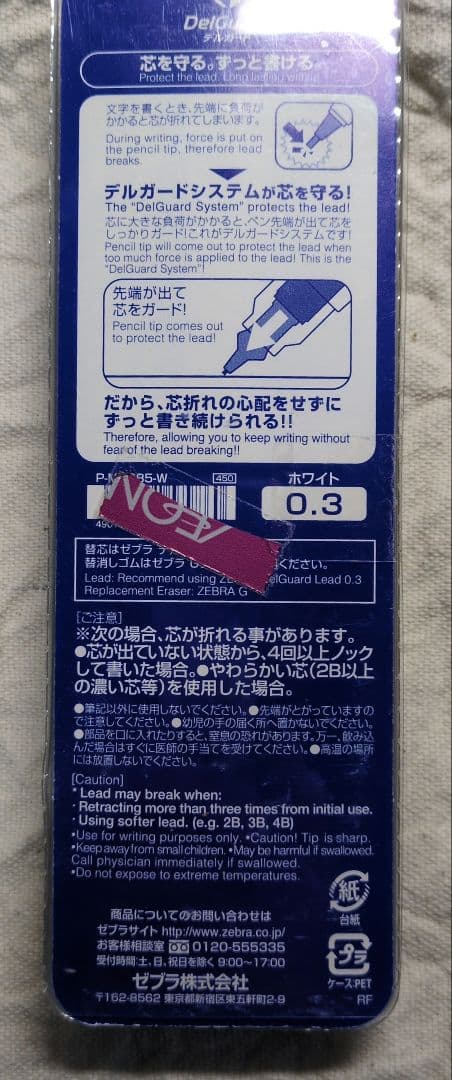 DelGuard
デルガード
芯を守る。ずっと書ける。
Protect the lead. Long lasting writing.
文字を書くとき、先端に負荷が
かかると芯が折れてしまいます。
During writing, force is put on
the pencil tip, therefore lead
breaks.
デルガードシステムが芯を守る!
The "DelGuard System" protects the lead!
芯に大きな負荷がかかると、ペン先端が出て芯を
しっかりガード!これがデルガードシステムです!
Pencil tip will come out to protect the lead when
too much force is applied to the lead! This is the
"DelGuard System"!
先端が出て
芯をガード!
Pencil tip comes out
to protect the lead!
だから、芯折れの心配をせずに
ずっと書き続けられる!!
Therefore, allowing you to keep writing without
fear of the lead breaking!!
85-W 450 ホワイト
0.3
AEON
替芯はゼブラ
替消しゴムはゼブラ ください。
Lead: Recommend using DelGuard Lead 0.3
Replacement Eraser: ZEBRA
[ご注意]
※次の場合、芯が折れる事があります。
●芯が出ていない状態から、4回以上ノック
して書いた場合。●やわらかい芯(2B以上
の濃い芯等)を使用した場合。
●筆記以外に使用しないでください。●先端がとがっていますの
で注意してください。●幼児の手の届く所へ置かないでください。
●部品を口に入れたりすると、窒息の恐れがあります。万一、飲み込
んだ場合はすぐに医師の手当てを受けてください。●高温の場所
には放置しないでください。
[Caution]
* Lead may break when:
· Retracting more than three times from initial use.
· Using softer lead. (e.g. 2B, 3B, 4B)
•Use for writing purposes only. •Caution! Tip is sharp.
•Keep away from small children. •May be harmful if swallowed.
Call physician immediately if swallowed.
•Do not expose to extreme temperatures.
商品についてのお問い合わせは
ゼブラサイト http://www.zebra.co.jp/
お客様相談室 0120-555335
受付時間:土、日、祝日を除く 9:00~17:00
ゼブラ株式会社
〒162-8562 東京都新宿区東五軒町2-9
紙
台紙
プラ
ケース:PET
RF